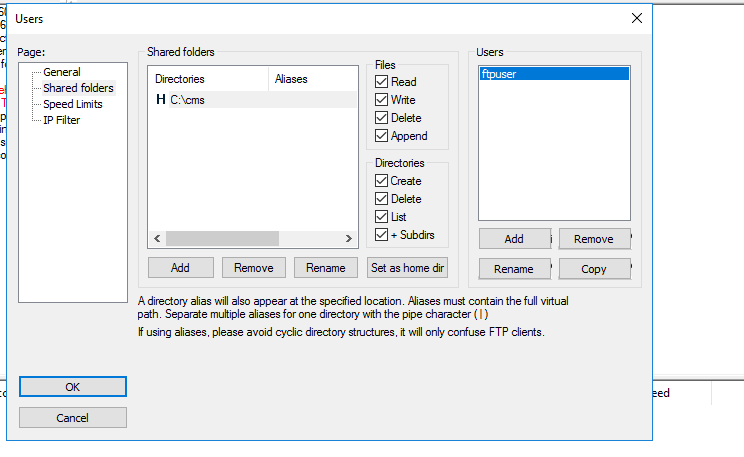 Users
Page:
General
Shared folders
Speed Limits
IP Filter
Shared folders
Directories Aliases
H C:\cms
Add Remove Rename Set as home dir
Files
Read
Write
Delete
Append
Directories
Create
Delete
List
+ Subdirs
Users
ftpuser
Add Remove
Rename Copy
A directory alias will also appear at the specified location. Aliases must contain the full virtual
path. Separate multiple aliases for one directory with the pipe character (|)
If using aliases, please avoid cyclic directory structures, it will only confuse FTP clients.
OK
Cancel